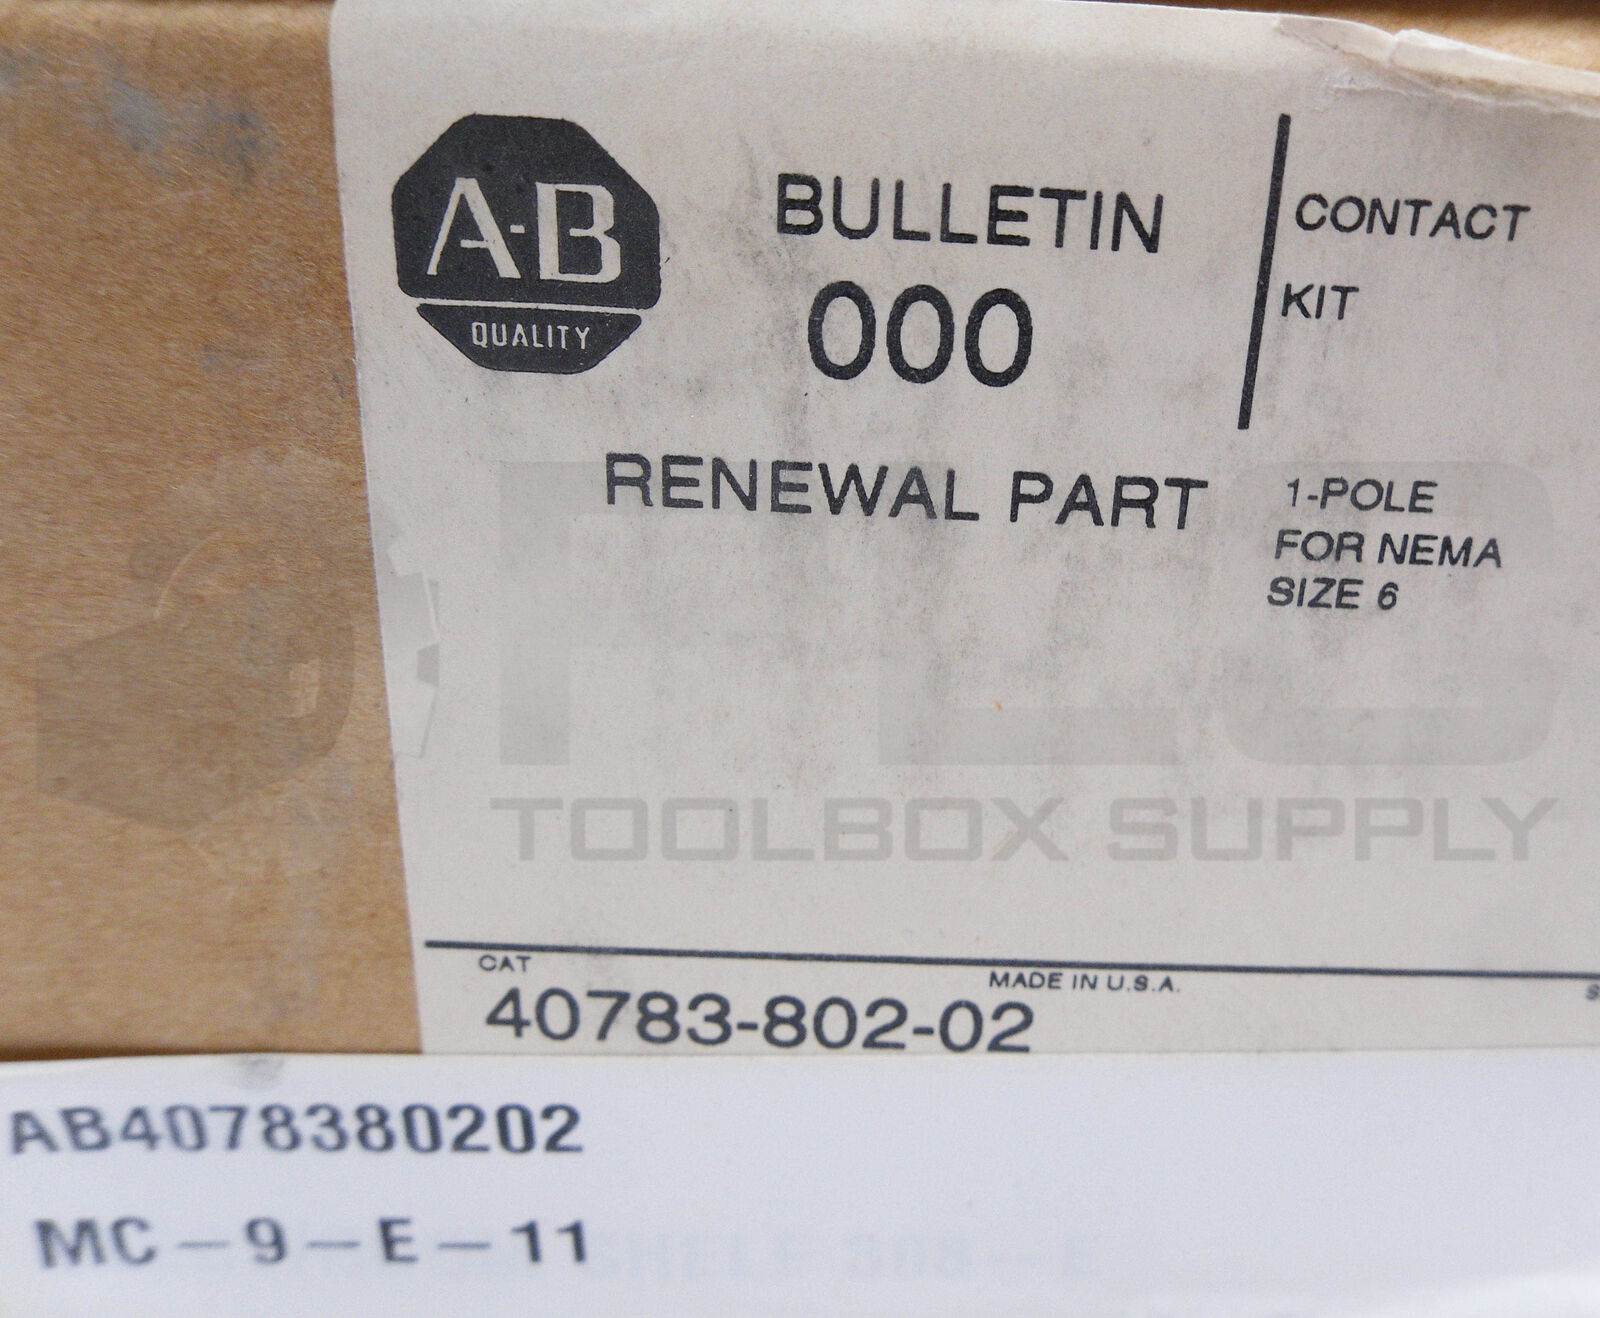 A-B
QUALITY
BULLETIN
000
CONTACT
KIT
RENEWAL PART
1-POLE
FOR NEMA
SIZE 6
TOOLBOX SUPPLY
CAT
MADE IN U.S.A.
40783-802-02
AB4078380202
MC-9-E-11